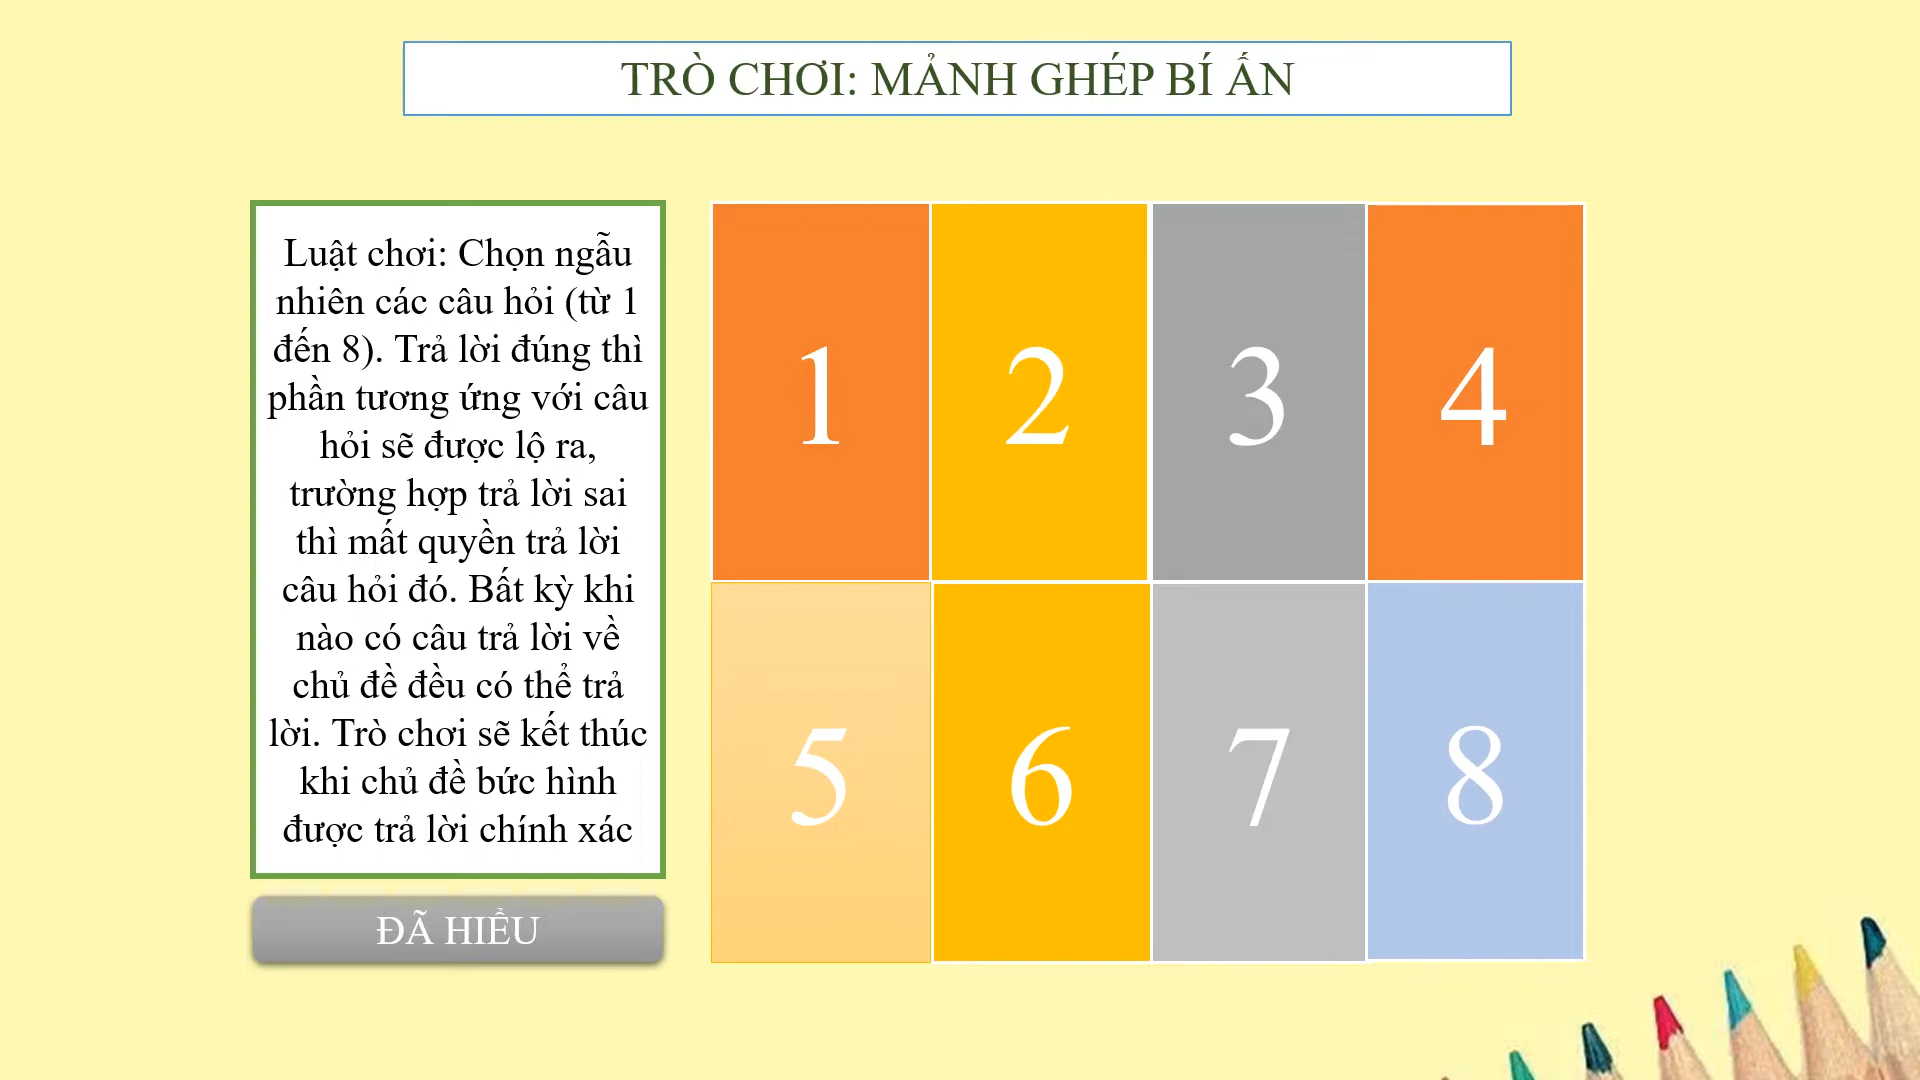 TRÒ CHƠI: MẢNH GHÉP BÍ ẤN
Luật chơi: Chọn ngẫu
nhiên các câu hỏi (từ 1
đến 8). Trả lời đúng thì
phần tương ứng với câu
hỏi sẽ được lộ ra,
trường hợp trả lời sai
thì mất quyền trả lời
câu hỏi đó. Bất kỳ khi
nào có câu trả lời về
chủ đề đều có thể trả
lời. Trò chơi sẽ kết thúc
khi chủ đề bức hình
được trả lời chính xác
ĐÃ HIỂU
1 2 3 4
5 6 7 8